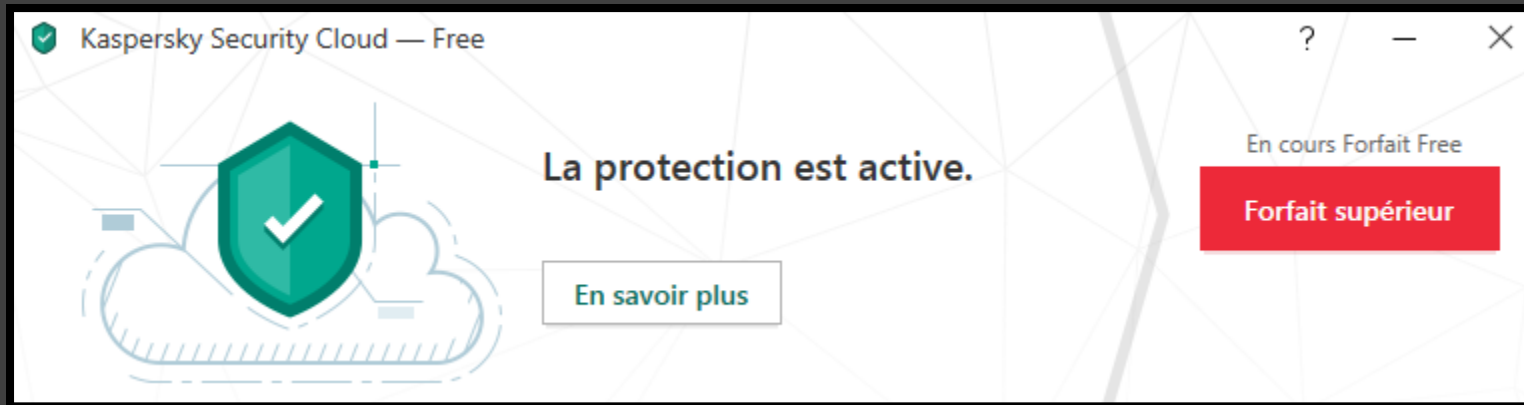 Kaspersky Security Cloud — Free
?
La protection est active.
En savoir plus
En cours Forfait Free
Forfait supérieur